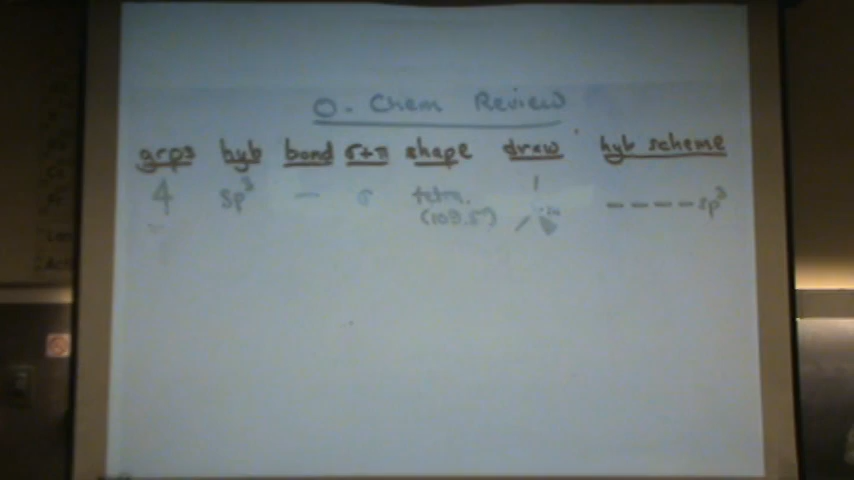 O. Chem Review
grps hyb bond σ+π shape draw hyb scheme
4 sp³ — σ tetra. – – – – sp³
(109.5°)